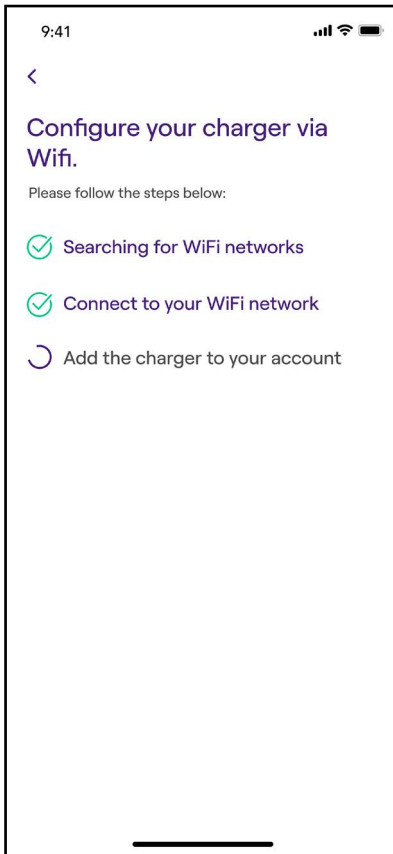 9:41
Configure your charger via
Wifi.
Please follow the steps below:
Searching for WiFi networks
Connect to your WiFi network
Add the charger to your account